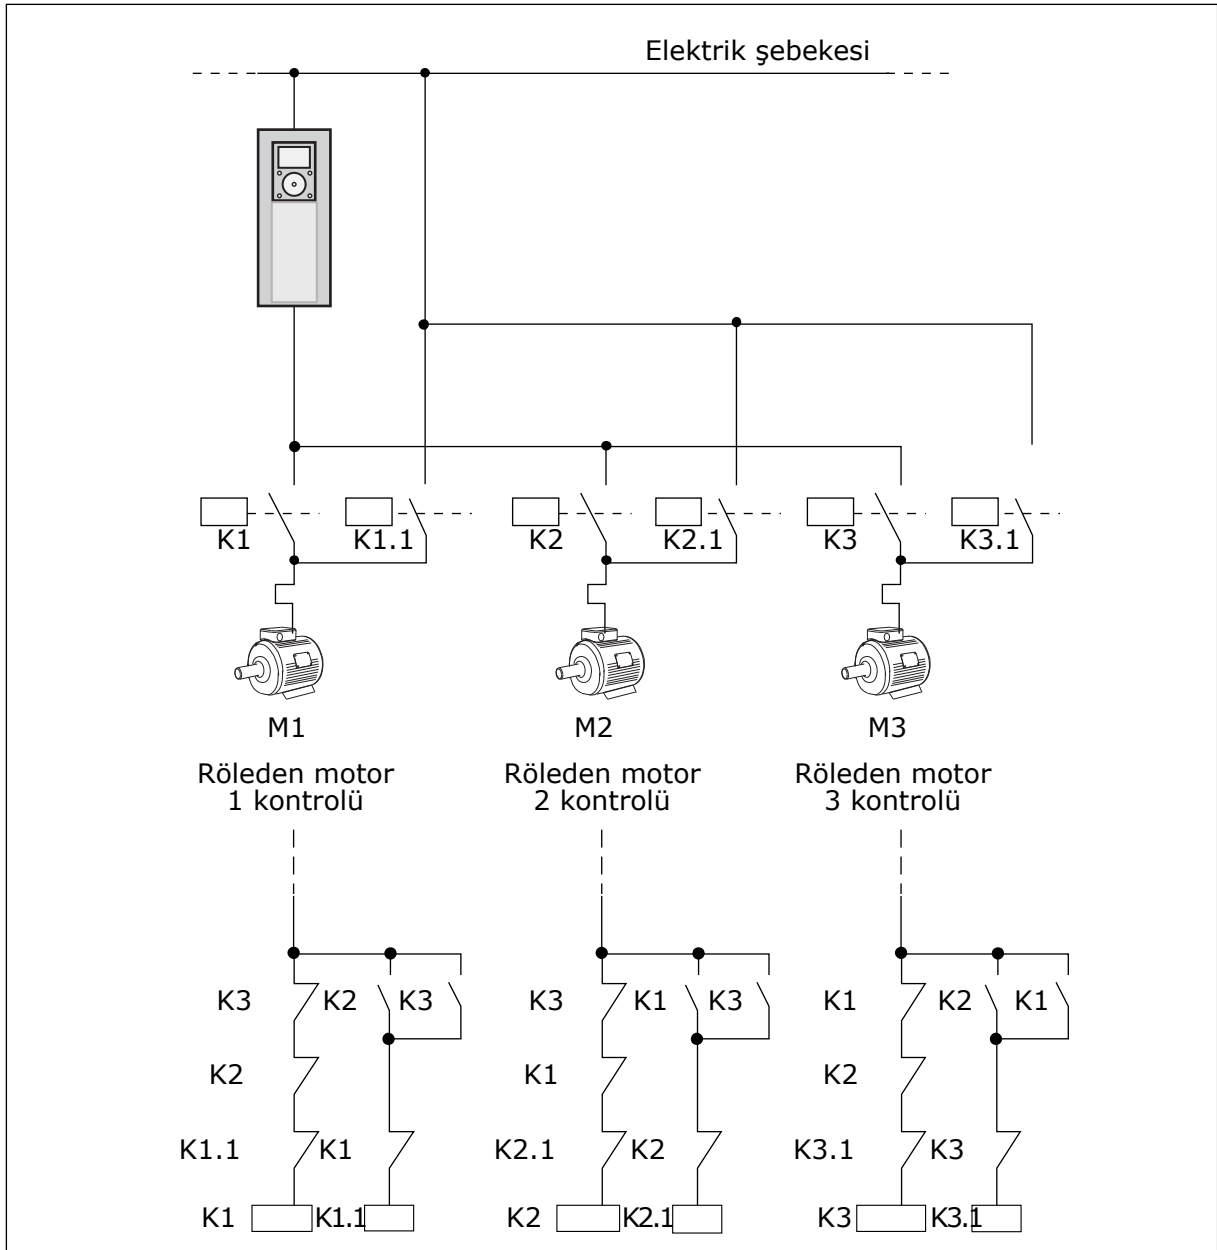 Elektrik şebekesi
K1 K1.1 K2 K2.1 K3 K3.1
M1 M2 M3
Röleden motor
1 kontrolü
Röleden motor
2 kontrolü
Röleden motor
3 kontrolü
K3 K2 K3 K3 K1 K3 K1 K2 K1
K2 K1 K2
K1.1 K1 K2.1 K2 K3.1 K3
K1 K1.1 K2 K2.1 K3 K3.1